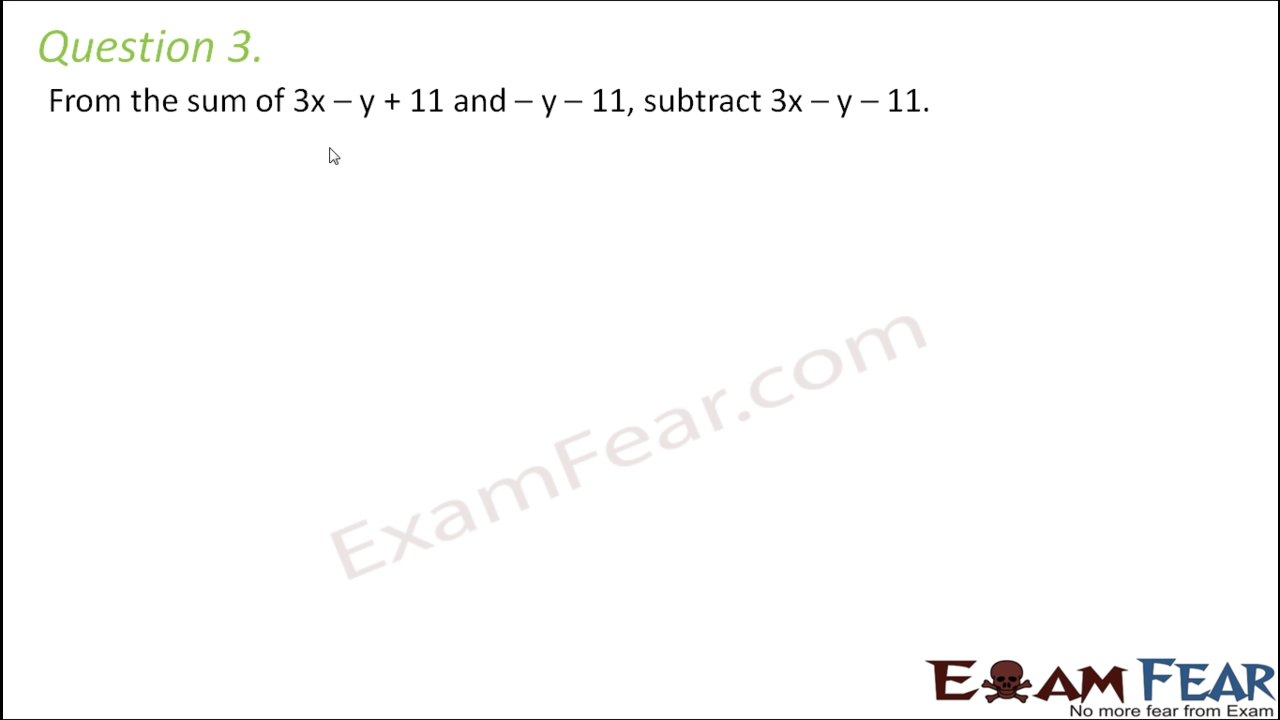 Question 3.
From the sum of 3x – y + 11 and – y – 11, subtract 3x – y – 11.
ExamFear.com
EXAM FEAR
No more fear from Exam